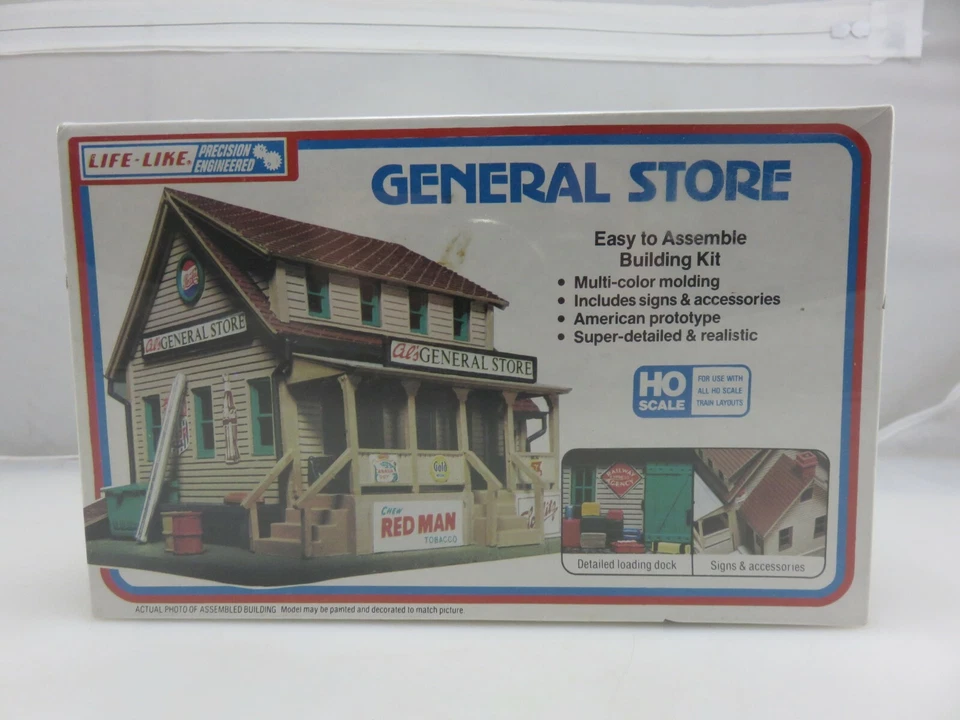 LIFE-LIKE®
PRECISION
ENGINEERED
GENERAL STORE
Easy to Assemble
Building Kit
• Multi-color molding
• Includes signs & accessories
• American prototype
• Super-detailed & realistic
HO
SCALE
FOR USE WITH
ALL HO SCALE
TRAIN LAYOUTS
Al's GENERAL STORE
Al's GENERAL STORE
Gold
CHEW
RED MAN
TOBACCO
RAILWAY
EXPRESS
AGENCY
Detailed loading dock
Signs & accessories
ACTUAL PHOTO OF ASSEMBLED BUILDING Model may be painted and decorated to match picture